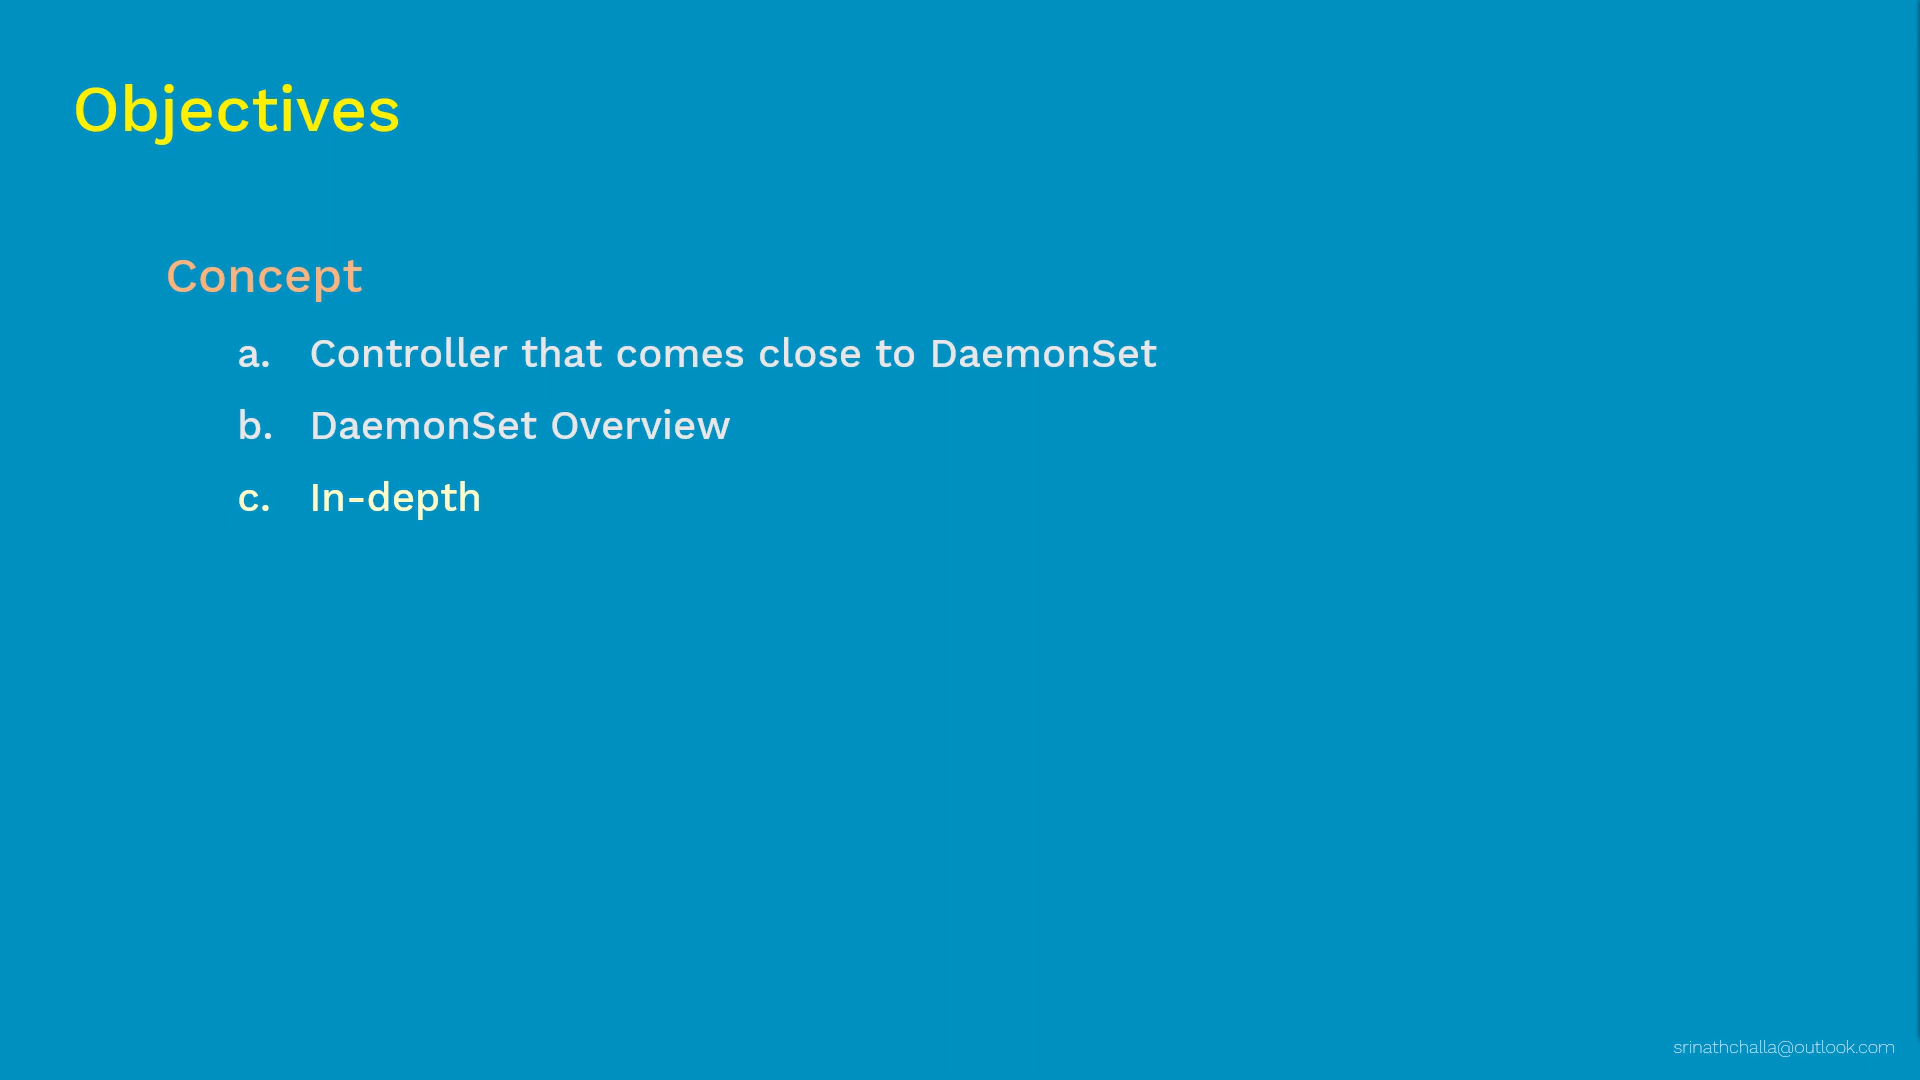 Objectives
Concept
a. Controller that comes close to DaemonSet
b. DaemonSet Overview
c. In-depth
srinathchalla@outlook.com